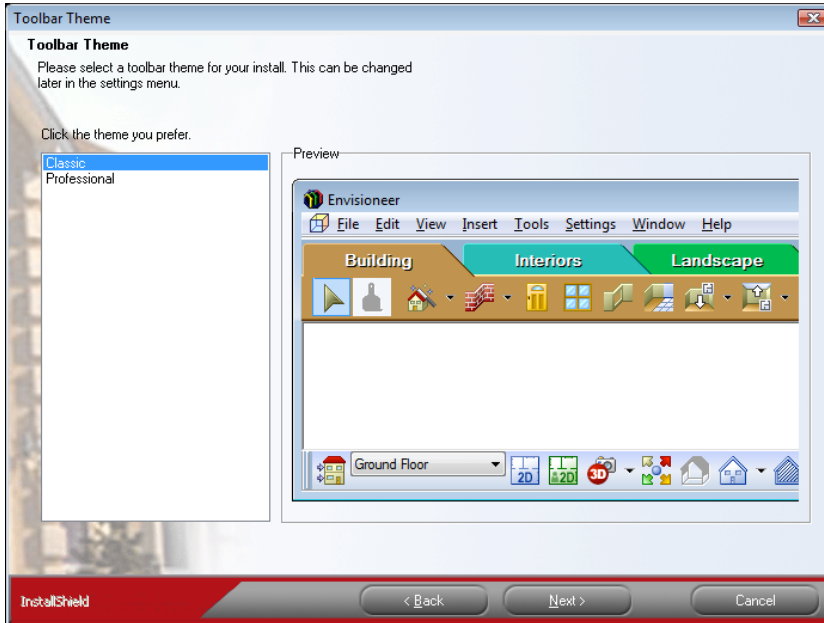 Toolbar Theme
Toolbar Theme
Please select a toolbar theme for your install. This can be changed
later in the settings menu.
Click the theme you prefer.
Classic
Professional
Preview
Envisioneer
File Edit View Insert Tools Settings Window Help
Building Interiors Landscape
Ground Floor
2D 2D 3D
InstallShield
< Back Next > Cancel